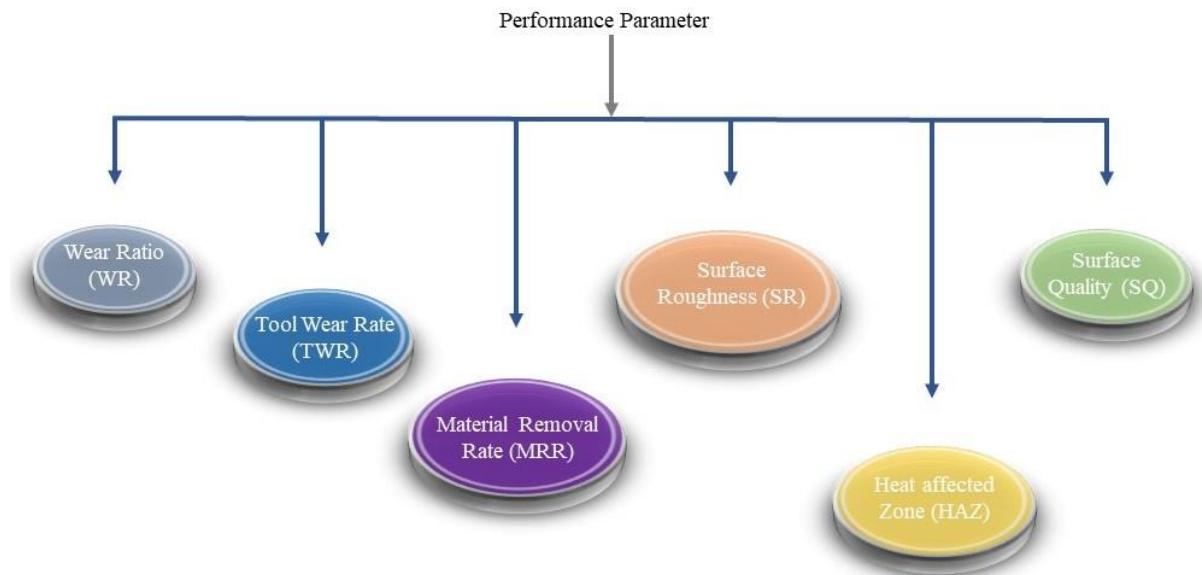 Performance Parameter
Wear Ratio
(WR)
Tool Wear Rate
(TWR)
Material Removal
Rate (MRR)
Surface
Roughness (SR)
Heat affected
Zone (HAZ)
Surface
Quality (SQ)